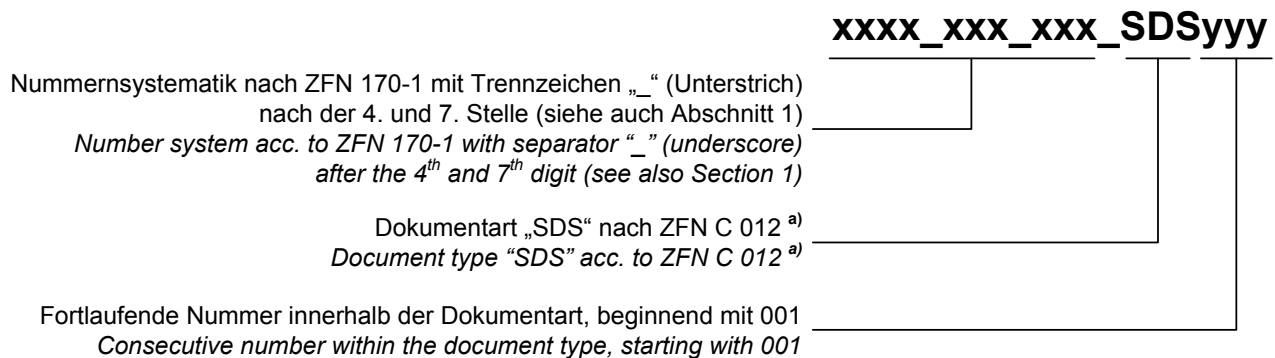 xxxx_xxx_xxx_SDSyyy
Nummernsystematik nach ZFN 170-1 mit Trennzeichen „_“ (Unterstrich)
nach der 4. und 7. Stelle (siehe auch Abschnitt 1)
Number system acc. to ZFN 170-1 with separator “_” (underscore)
after the 4th and 7th digit (see also Section 1)
Dokumentart „SDS“ nach ZFN C 012 a)
Document type “SDS” acc. to ZFN C 012 a)
Fortlaufende Nummer innerhalb der Dokumentart, beginnend mit 001
Consecutive number within the document type, starting with 001